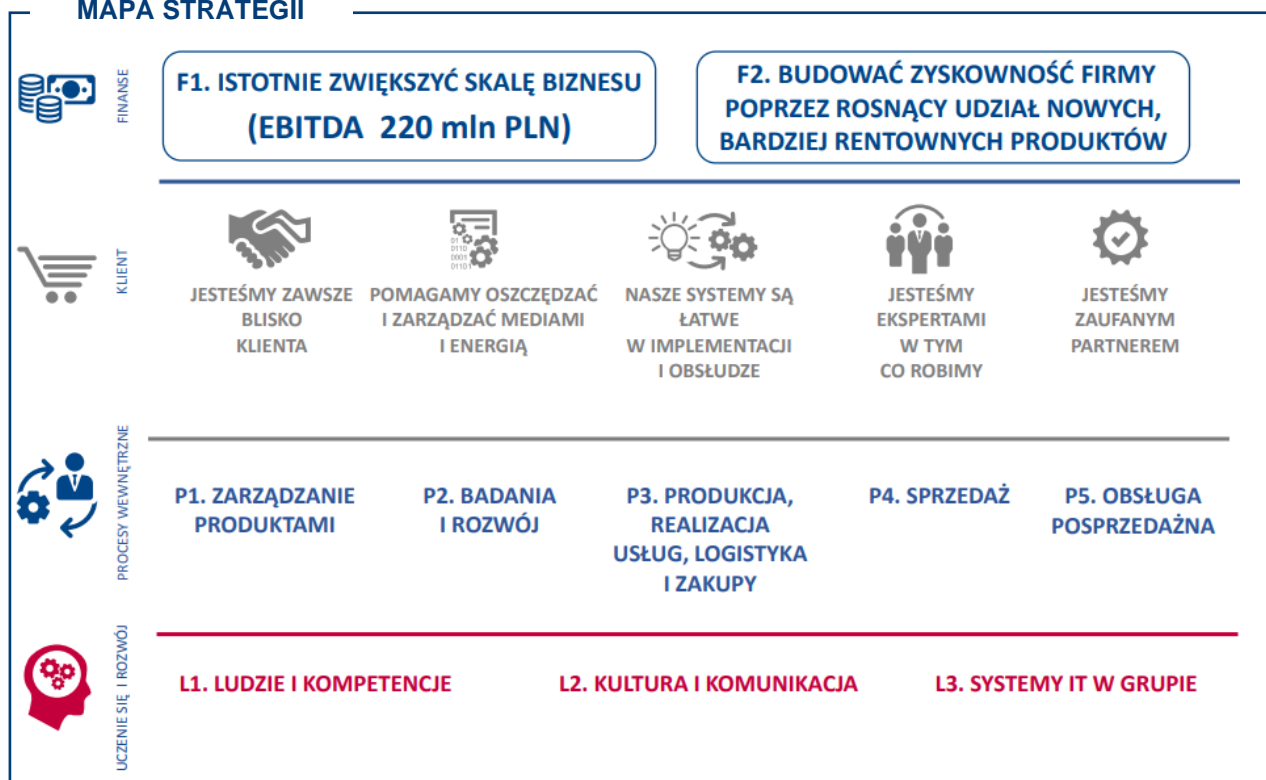 MAPA STRATEGII
FINANSE
F1. ISTOTNIE ZWIĘKSZYĆ SKALĘ BIZNESU
(EBITDA 220 mln PLN)
F2. BUDOWAĆ ZYSKOWNOŚĆ FIRMY
POPRZEZ ROSNĄCY UDZIAŁ NOWYCH,
BARDZIEJ RENTOWNYCH PRODUKTÓW
KLIENT
01
0110
0001
01101
JESTEŚMY ZAWSZE
BLISKO
KLIENTA
POMAGAMY OSZCZĘDZAĆ
I ZARZĄDZAĆ MEDIAMI
I ENERGIĄ
NASZE SYSTEMY SĄ
ŁATWE
W IMPLEMENTACJI
I OBSŁUDZE
JESTEŚMY
EKSPERTAMI
W TYM
CO ROBIMY
JESTEŚMY
ZAUFANYM
PARTNEREM
PROCESY WEWNĘTRZNE
P1. ZARZĄDZANIE
PRODUKTAMI
P2. BADANIA
I ROZWÓJ
P3. PRODUKCJA,
REALIZACJA
USŁUG, LOGISTYKA
I ZAKUPY
P4. SPRZEDAŻ
P5. OBSŁUGA
POSPRZEDAŻNA
UCZENIE SIĘ I ROZWÓJ
L1. LUDZIE I KOMPETENCJE
L2. KULTURA I KOMUNIKACJA
L3. SYSTEMY IT W GRUPIE